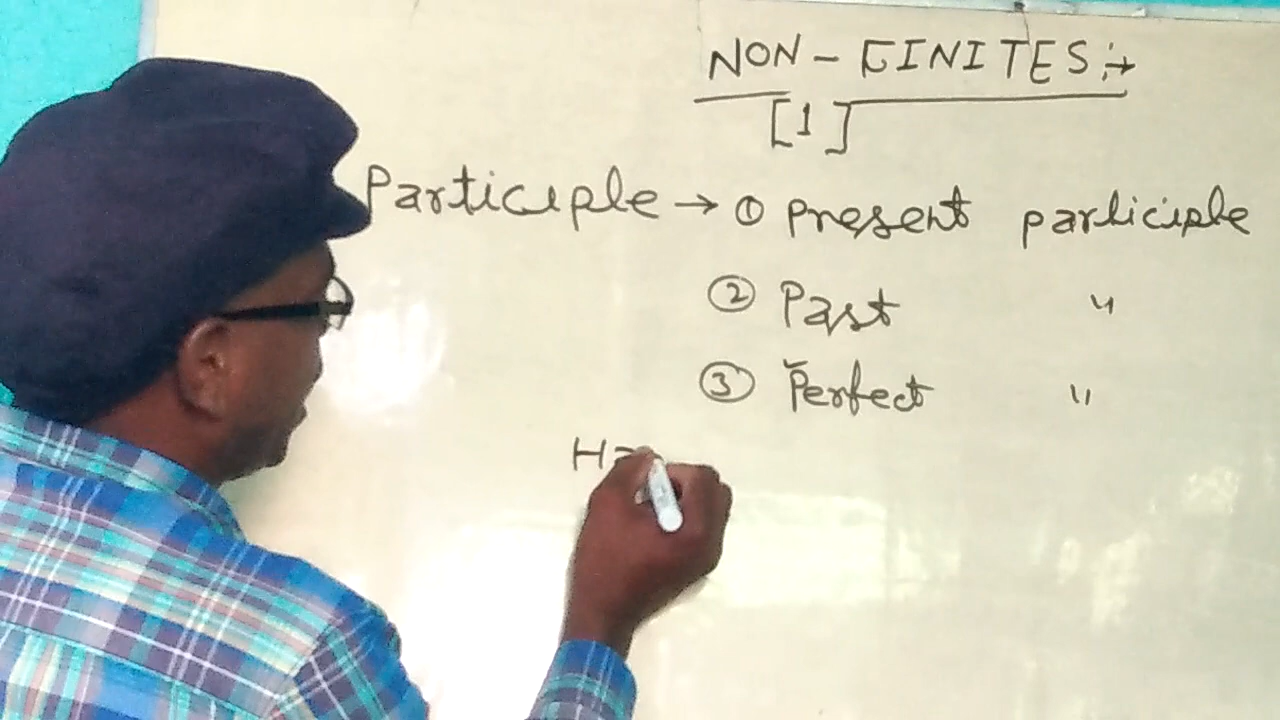 NON - FINITES :→
[1]
Participle → ① Present participle
② Past "
③ Perfect "
H